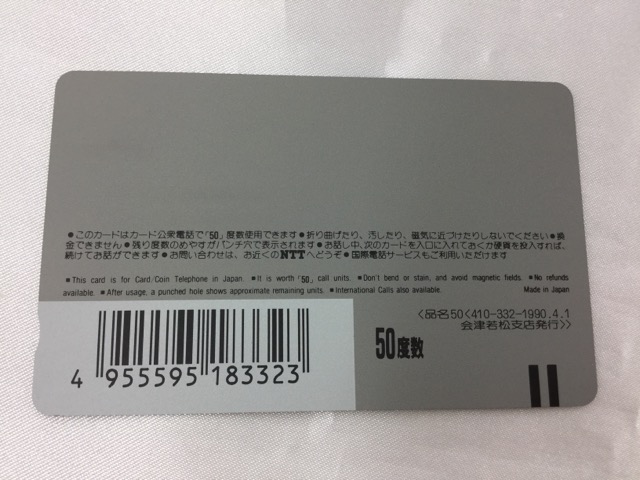 ●このカードはカード公衆電話で「50」度数使用できます●折り曲げたり、汚したり、磁気に近づけたりしないでください●換
金できません●残り度数のめやすがパンチ穴で表示されます●お話し中、次のカードを入口に入れておくか硬貨を投入すれば、
続けてお話ができます●お問い合わせは、お近くのNTTへどうぞ●国際電話サービスもご利用いただけます
■This card is for Card/Coin Telephone in Japan. ■It is worth「50」call units. ■Don't bend or stain, and avoid magnetic fields. ■No refunds
available. ■After usage, a punched hole shows approximate remaining units. ■International Calls also available. Made in Japan
<品名50<410-332-1990.4.1
会津若松支店発行>>
50度数
4 955595 183323